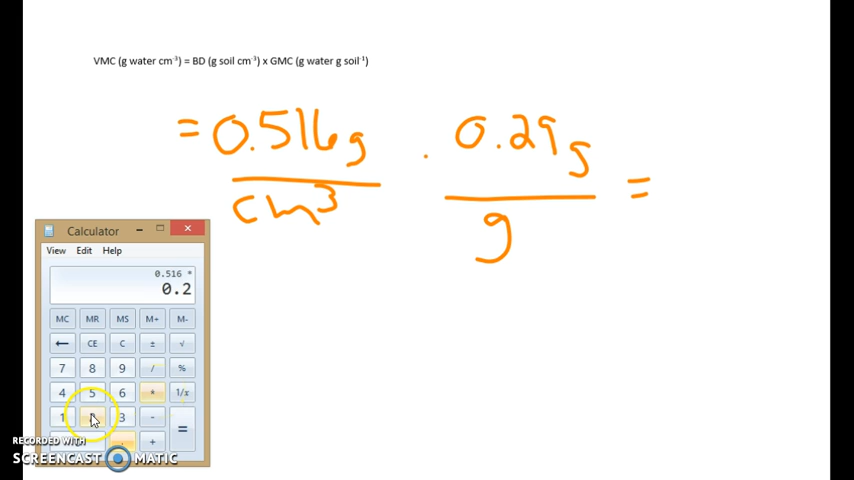 VMC (g water cm-3) = BD (g soil cm-3) x GMC (g water g soil-1)
= 0.516g . 0.29g =
cm3 g
Calculator
View Edit Help
0.516 *
0.2
MC MR MS M+ M-
← CE C ± √
7 8 9 / %
4 5 6 * 1/x
1 3 - =
. +
RECORDED WITH
SCREENCAST MATIC